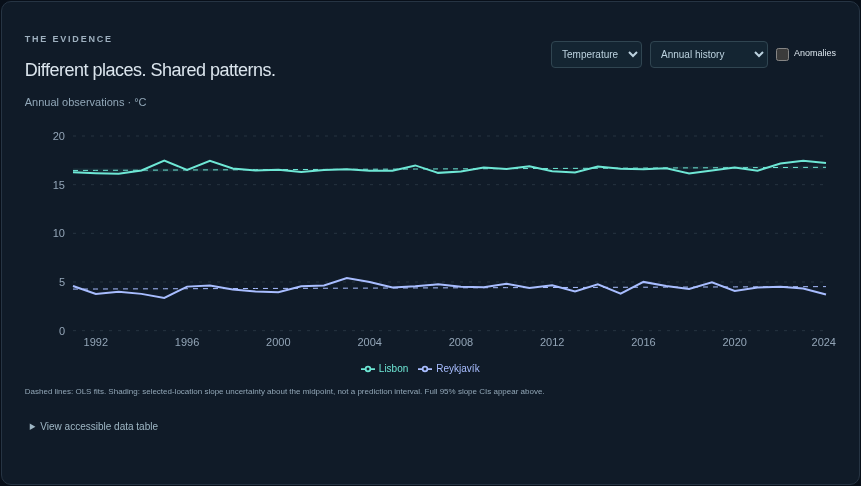 THE EVIDENCE
Different places. Shared patterns.
Temperature
Annual history
Anomalies
Annual observations · °C
20
15
10
5
0
1992 1996 2000 2004 2008 2012 2016 2020 2024
Lisbon Reykjavík
Dashed lines: OLS fits. Shading: selected-location slope uncertainty about the midpoint, not a prediction interval. Full 95% slope CIs appear above.
View accessible data table